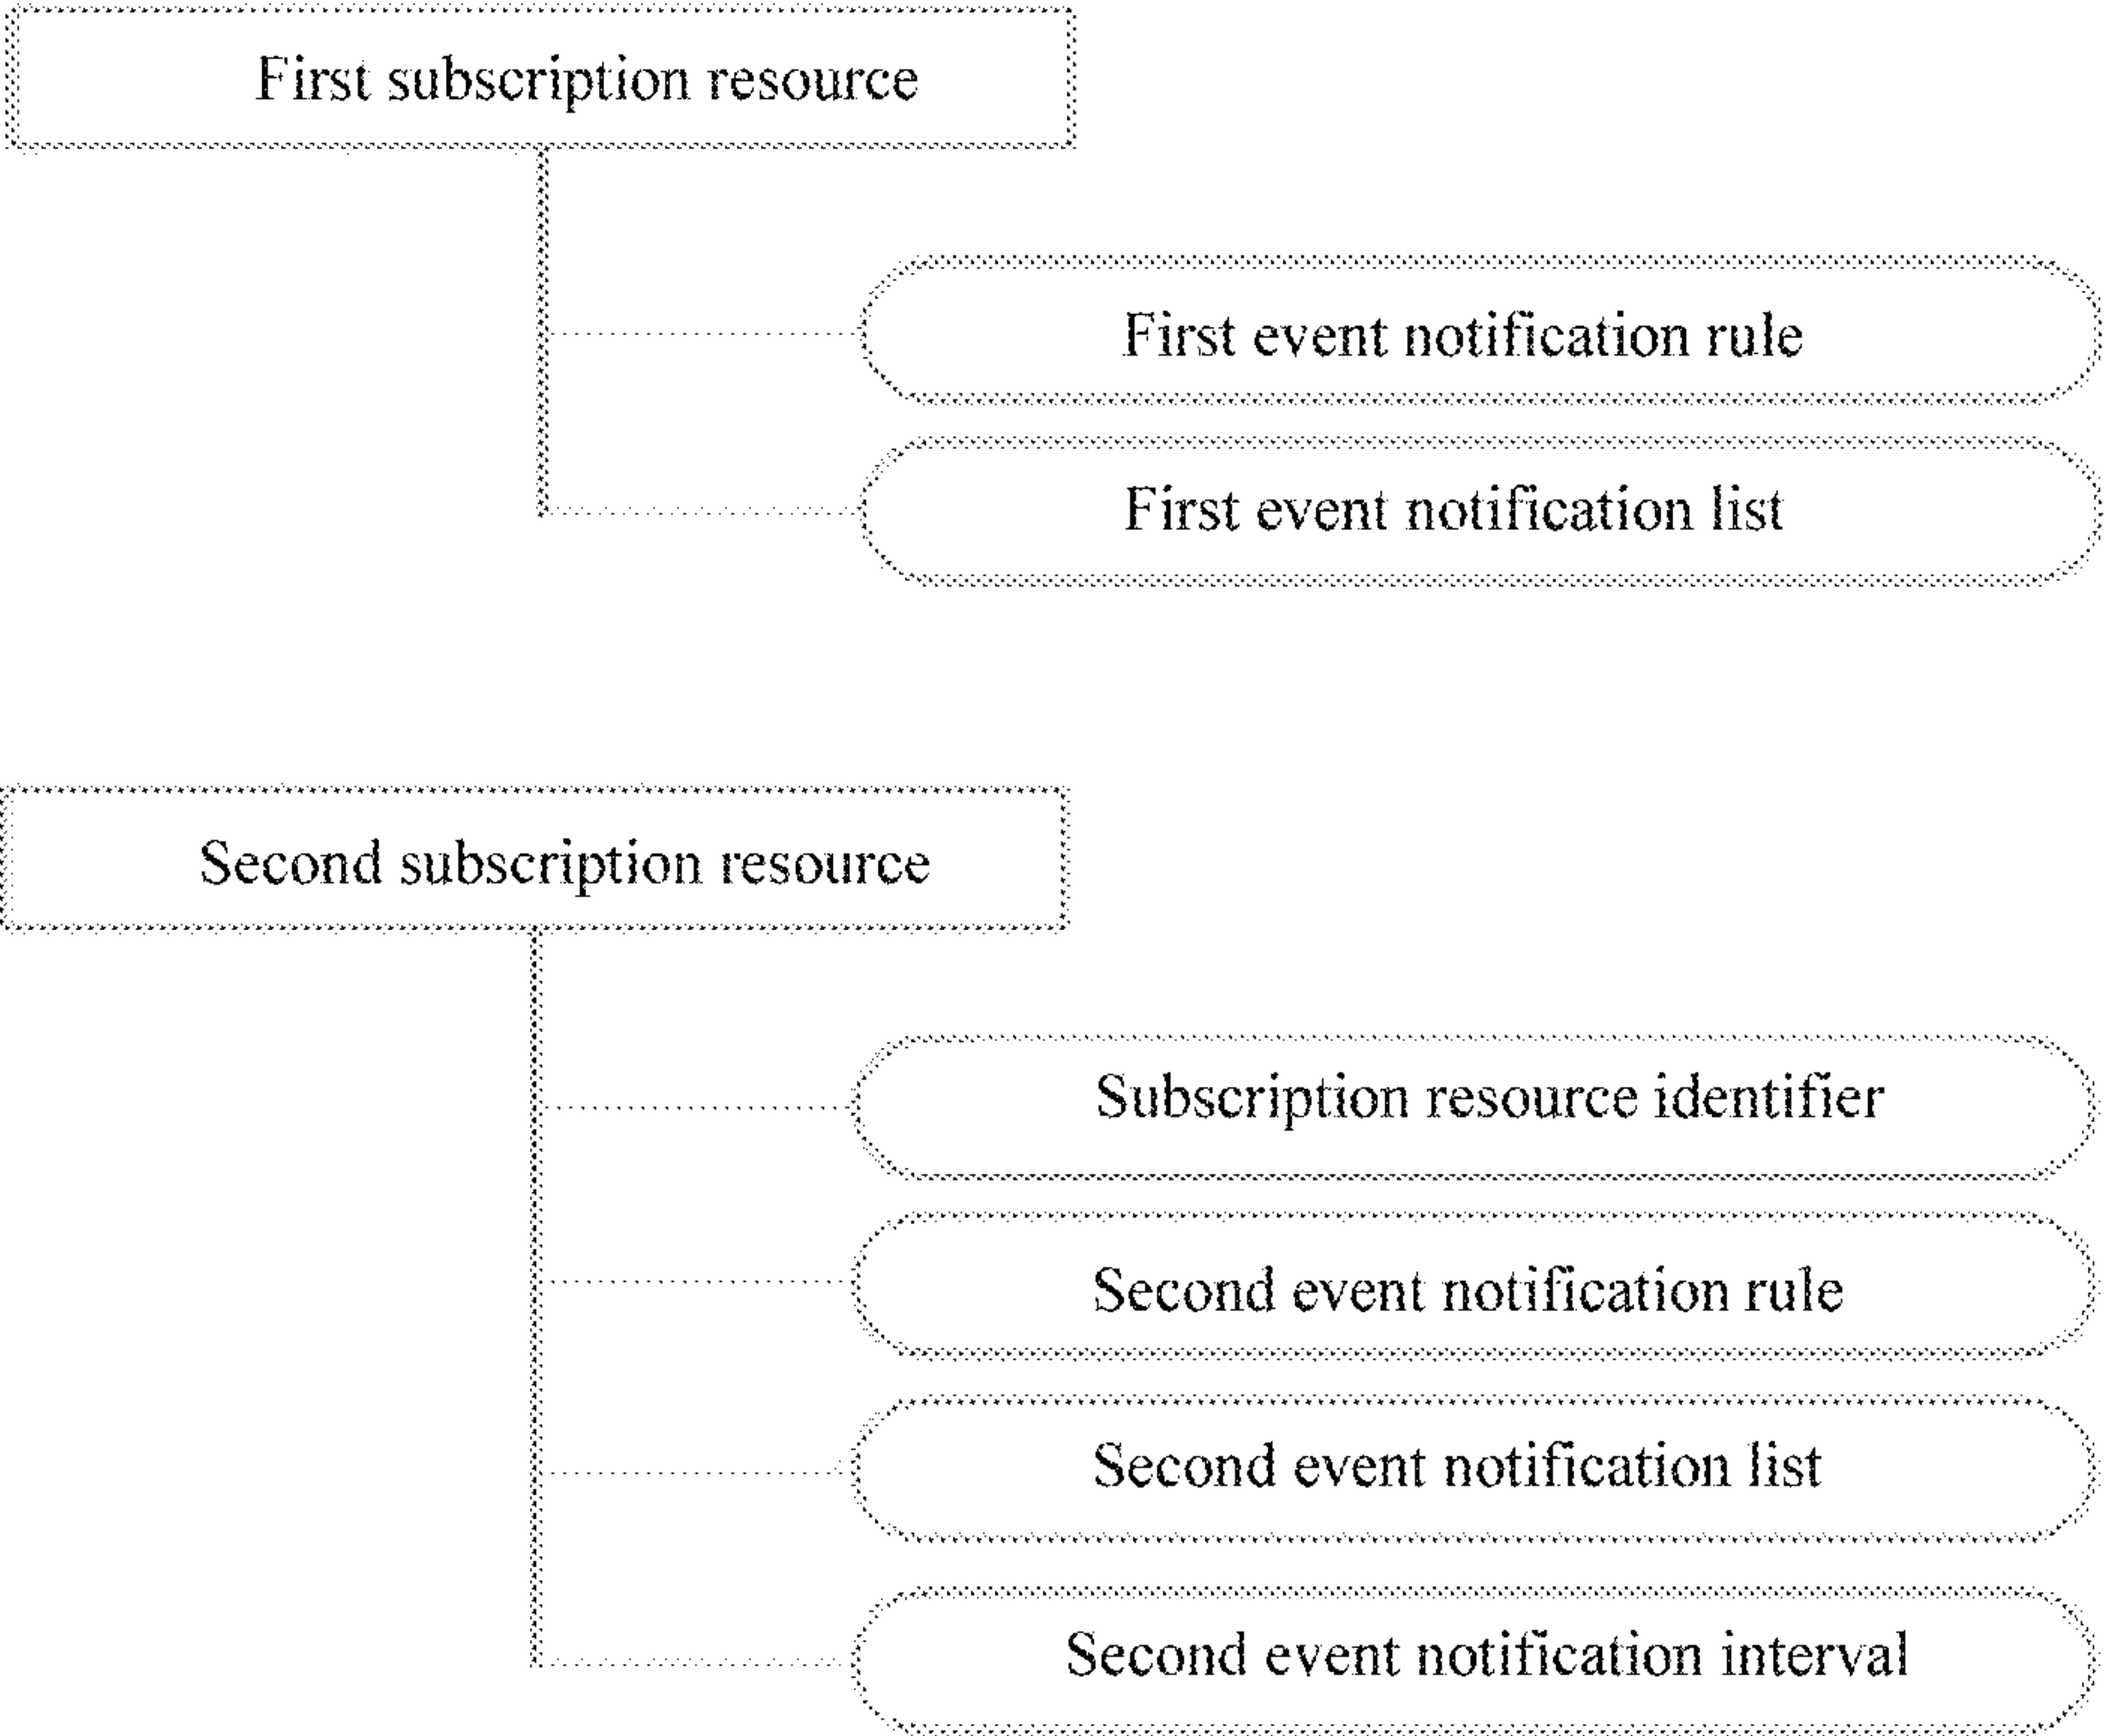 First subscription resource
First event notification rule
First event notification list
Second subscription resource
Subscription resource identifier
Second event notification rule
Second event notification list
Second event notification interval